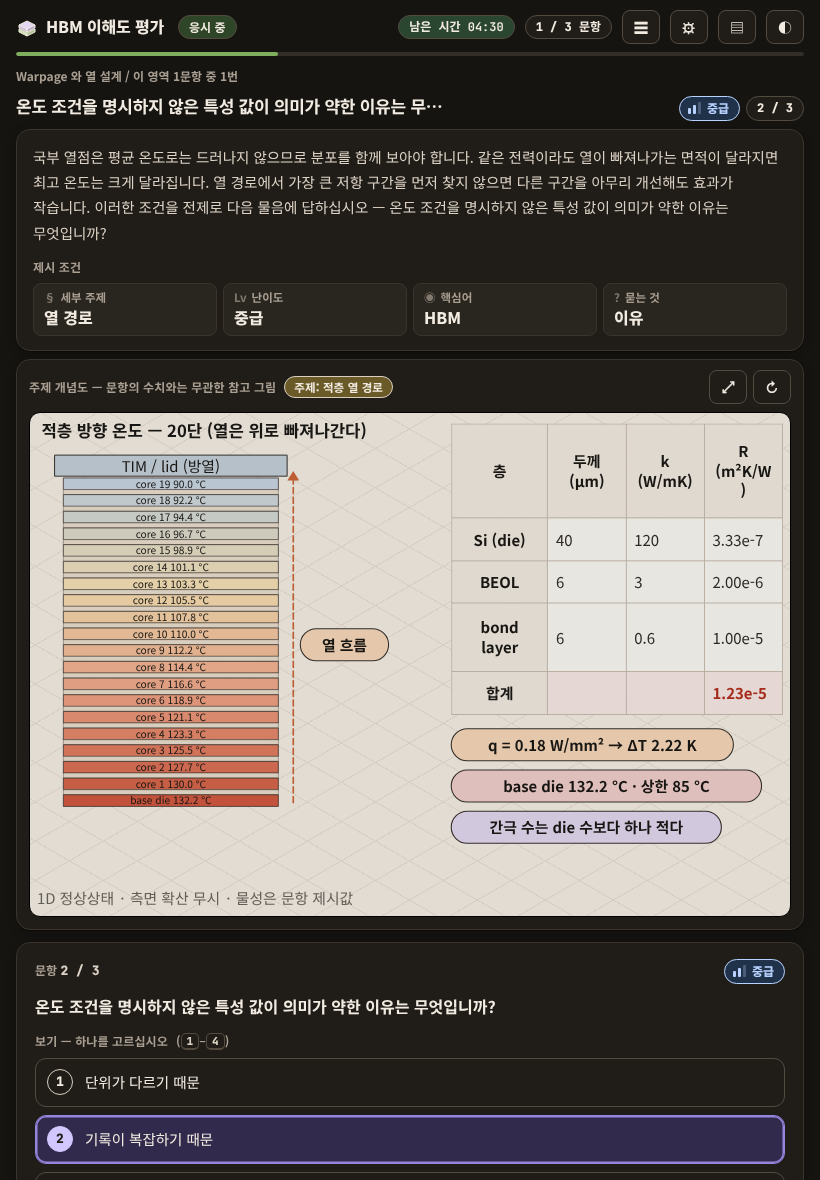 HBM 이해도 평가
응시 중
남은 시간 04:30
1 / 3 문항
Warpage 와 열 설계 / 이 영역 1문항 중 1번
온도 조건을 명시하지 않은 특성 값이 의미가 약한 이유는 무…
중급
2 / 3
국부 열점은 평균 온도로는 드러나지 않으므로 분포를 함께 보아야 합니다. 같은 전력이라도 열이 빠져나가는 면적이 달라지면
최고 온도는 크게 달라집니다. 열 경로에서 가장 큰 저항 구간을 먼저 찾지 않으면 다른 구간을 아무리 개선해도 효과가
작습니다. 이러한 조건을 전제로 다음 물음에 답하십시오 — 온도 조건을 명시하지 않은 특성 값이 의미가 약한 이유는
무엇입니까?
제시 조건
§ 세부 주제
열 경로
Lv 난이도
중급
◉ 핵심어
HBM
? 묻는 것
이유
주제 개념도 — 문항의 수치와는 무관한 참고 그림
주제: 적층 열 경로
적층 방향 온도 — 20단 (열은 위로 빠져나간다)
TIM / lid (방열)
core 19 90.0 °C
core 18 92.2 °C
core 17 94.4 °C
core 16 96.7 °C
core 15 98.9 °C
core 14 101.1 °C
core 13 103.3 °C
core 12 105.5 °C
core 11 107.8 °C
core 10 110.0 °C
core 9 112.2 °C
core 8 114.4 °C
core 7 116.6 °C
core 6 118.9 °C
core 5 121.1 °C
core 4 123.3 °C
core 3 125.5 °C
core 2 127.7 °C
core 1 130.0 °C
base die 132.2 °C
열 흐름
층 두께 (μm) k (W/mK) R (m²K/W)
Si (die) 40 120 3.33e-7
BEOL 6 3 2.00e-6
bond layer 6 0.6 1.00e-5
합계 1.23e-5
q = 0.18 W/mm² → ΔT 2.22 K
base die 132.2 °C · 상한 85 °C
간극 수는 die 수보다 하나 적다
1D 정상상태 · 측면 확산 무시 · 물성은 문항 제시값
문항 2 / 3
중급
온도 조건을 명시하지 않은 특성 값이 의미가 약한 이유는 무엇입니까?
보기 — 하나를 고르십시오 (1–4)
1 단위가 다르기 때문
2 기록이 복잡하기 때문